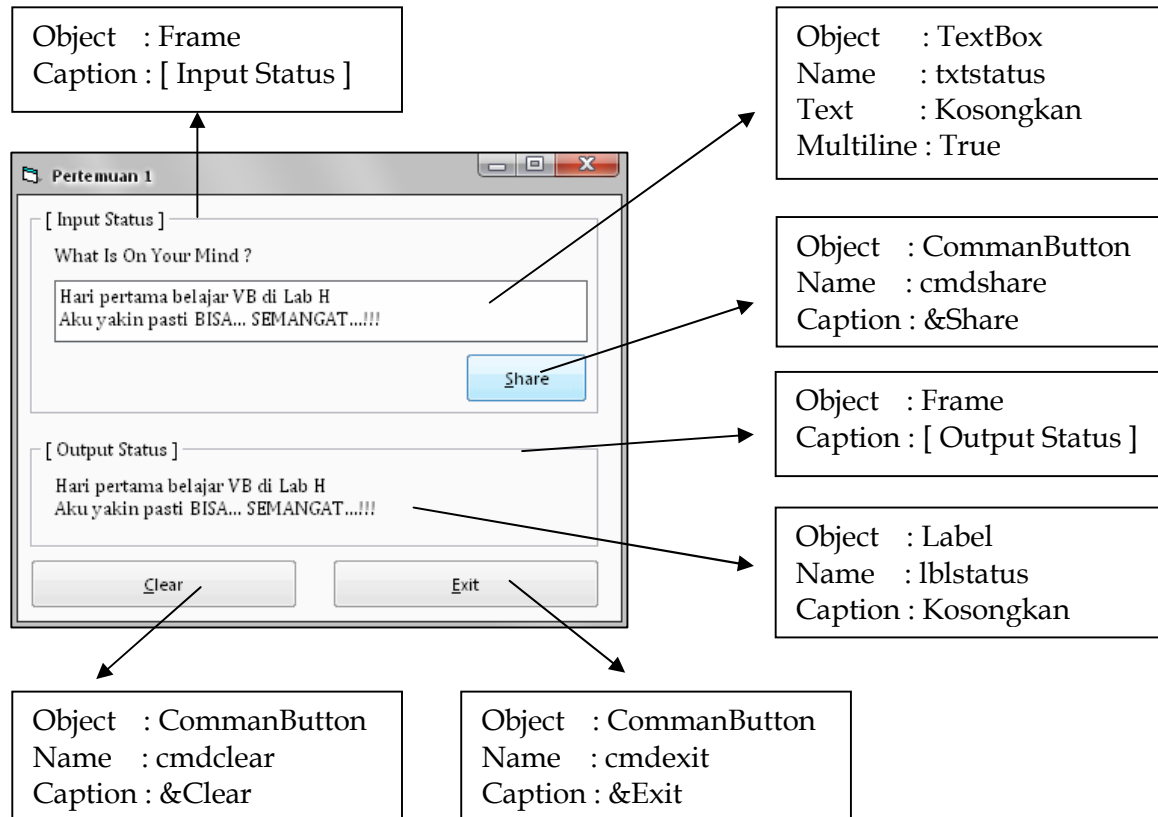 Object : Frame
Caption : [ Input Status ]
Object : TextBox
Name : txtstatus
Text : Kosongkan
Multiline : True
Pertemuan 1
[ Input Status ]
What Is On Your Mind ?
Hari pertama belajar VB di Lab H
Aku yakin pasti BISA... SEMANGAT...!!!
Share
Object : CommanButton
Name : cmdshare
Caption : &Share
[ Output Status ]
Hari pertama belajar VB di Lab H
Aku yakin pasti BISA... SEMANGAT...!!!
Object : Frame
Caption : [ Output Status ]
Object : Label
Name : lblstatus
Caption : Kosongkan
Clear
Exit
Object : CommanButton
Name : cmdclear
Caption : &Clear
Object : CommanButton
Name : cmdexit
Caption : &Exit